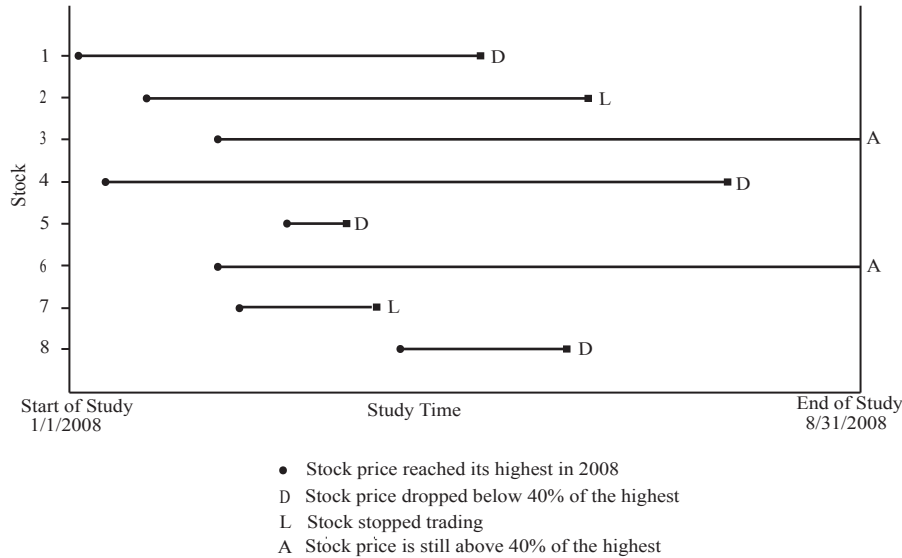 1
D
2
L
3
A
Stock
4
D
5
D
6
A
7
L
8
D
Start of Study
1/1/2008
Study Time
End of Study
8/31/2008
Stock price reached its highest in 2008
D Stock price dropped below 40% of the highest
L Stock stopped trading
A Stock price is still above 40% of the highest